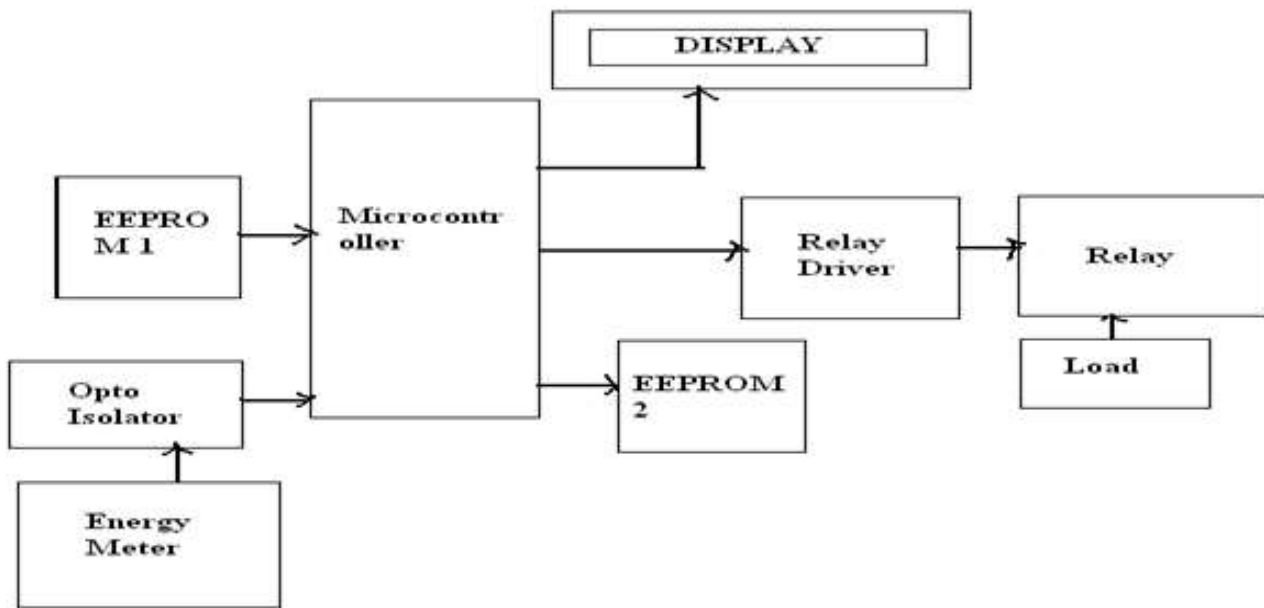 DISPLAY
EEPRO
M 1
Microcontr
oller
Relay
Driver
Relay
Load
EEPROM
2
Opto
Isolator
Energy
Meter